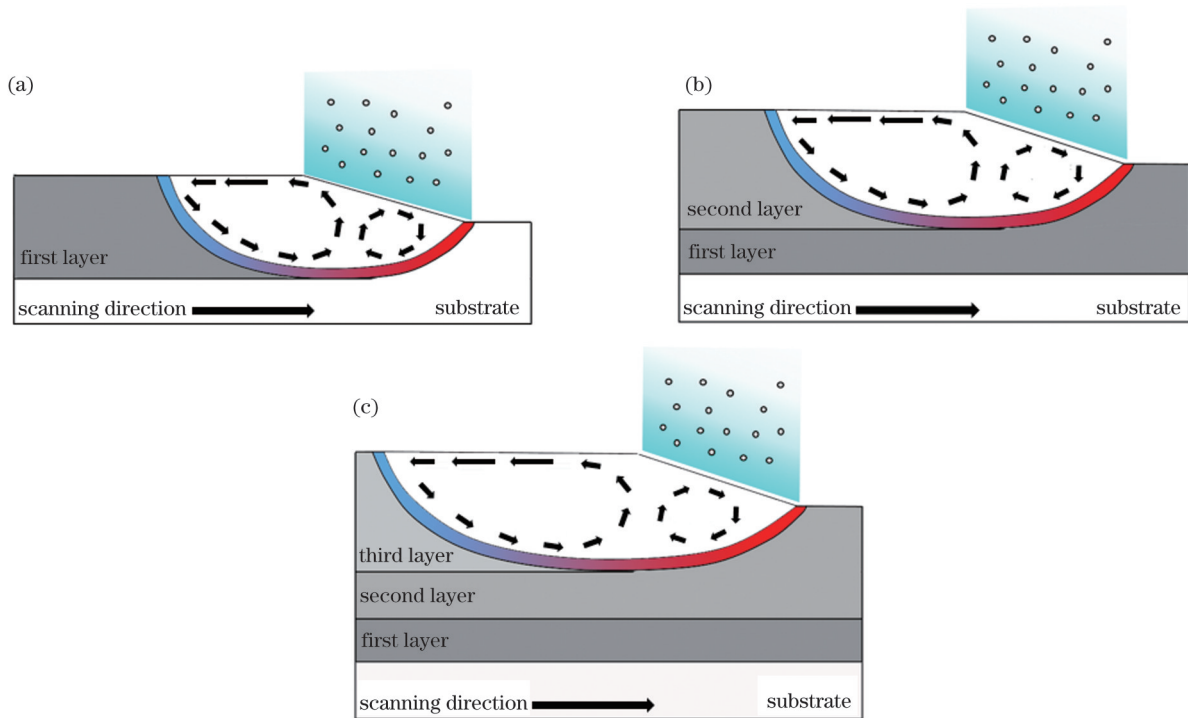 (a)
first layer
scanning direction
substrate
(b)
second layer
first layer
scanning direction
substrate
(c)
third layer
second layer
first layer
scanning direction
substrate